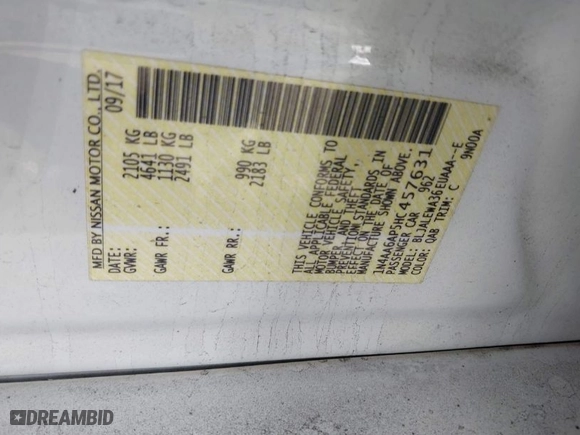 MFD BY NISSAN MOTOR CO., LTD.
DATE: 09/17
GVWR: 2105 KG
4641 LB
GAWR FR.: 1130 KG
2491 LB
GAWR RR.: 990 KG
2183 LB
THIS VEHICLE CONFORMS TO
ALL APPLICABLE FEDERAL
MOTOR VEHICLE SAFETY,
BUMPER, AND THEFT
PREVENTION STANDARDS IN
EFFECT ON THE DATE OF
MANUFACTURE SHOWN ABOVE.
1N4AA6AP5HC457631
PASSENGER CAR 962
MODEL: BLJALEWA36EUAAA--E
COLOR: QAB TRIM: C 9N00A
DREAMBID